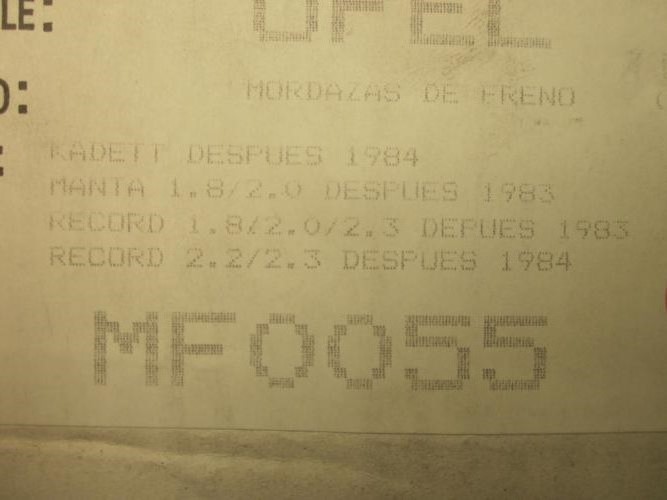 LE: OPEL
O: MORDAZAS DE FRENO
: KADETT DESPUES 1984
MANTA 1.8/2.0 DESPUES 1983
RECORD 1.8/2.0/2.3 DEPUES 1983
RECORD 2.2/2.3 DESPUES 1984
MF0055